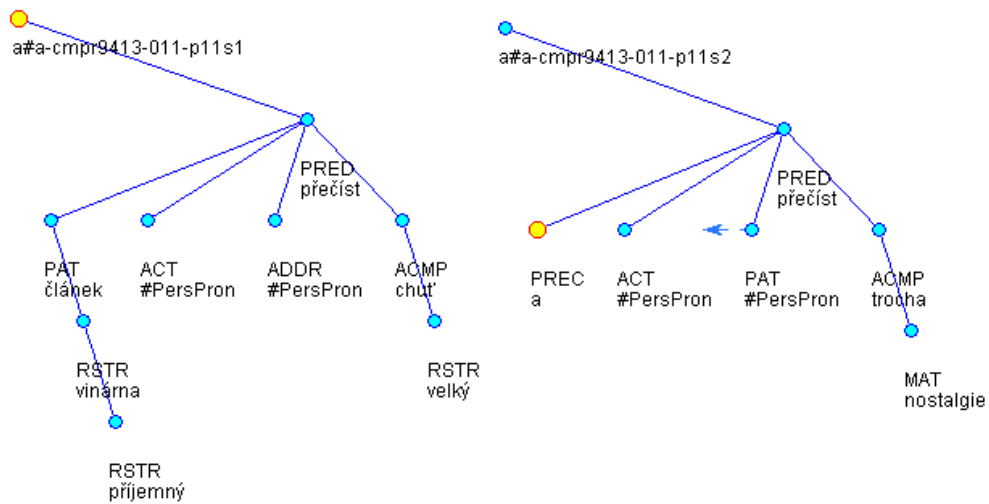 a#a-cmpr9413-011-p11s1
PRED
přečíst
PAT
článek
ACT
#PersPron
ADDR
#PersPron
ACMP
chuť
RSTR
vinárna
RSTR
velký
RSTR
příjemný
a#a-cmpr9413-011-p11s2
PRED
přečíst
PREC
a
ACT
#PersPron
PAT
#PersPron
ACMP
trocha
MAT
nostalgie